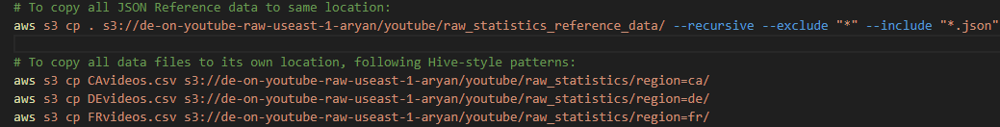 # To copy all JSON Reference data to same location:
aws s3 cp . s3://de-on-youtube-raw-useast-1-aryan/youtube/raw_statistics_reference_data/ --recursive --exclude "*" --include "*.json"
# To copy all data files to its own location, following Hive-style patterns:
aws s3 cp CAvideos.csv s3://de-on-youtube-raw-useast-1-aryan/youtube/raw_statistics/region=ca/
aws s3 cp DEvideos.csv s3://de-on-youtube-raw-useast-1-aryan/youtube/raw_statistics/region=de/
aws s3 cp FRvideos.csv s3://de-on-youtube-raw-useast-1-aryan/youtube/raw_statistics/region=fr/